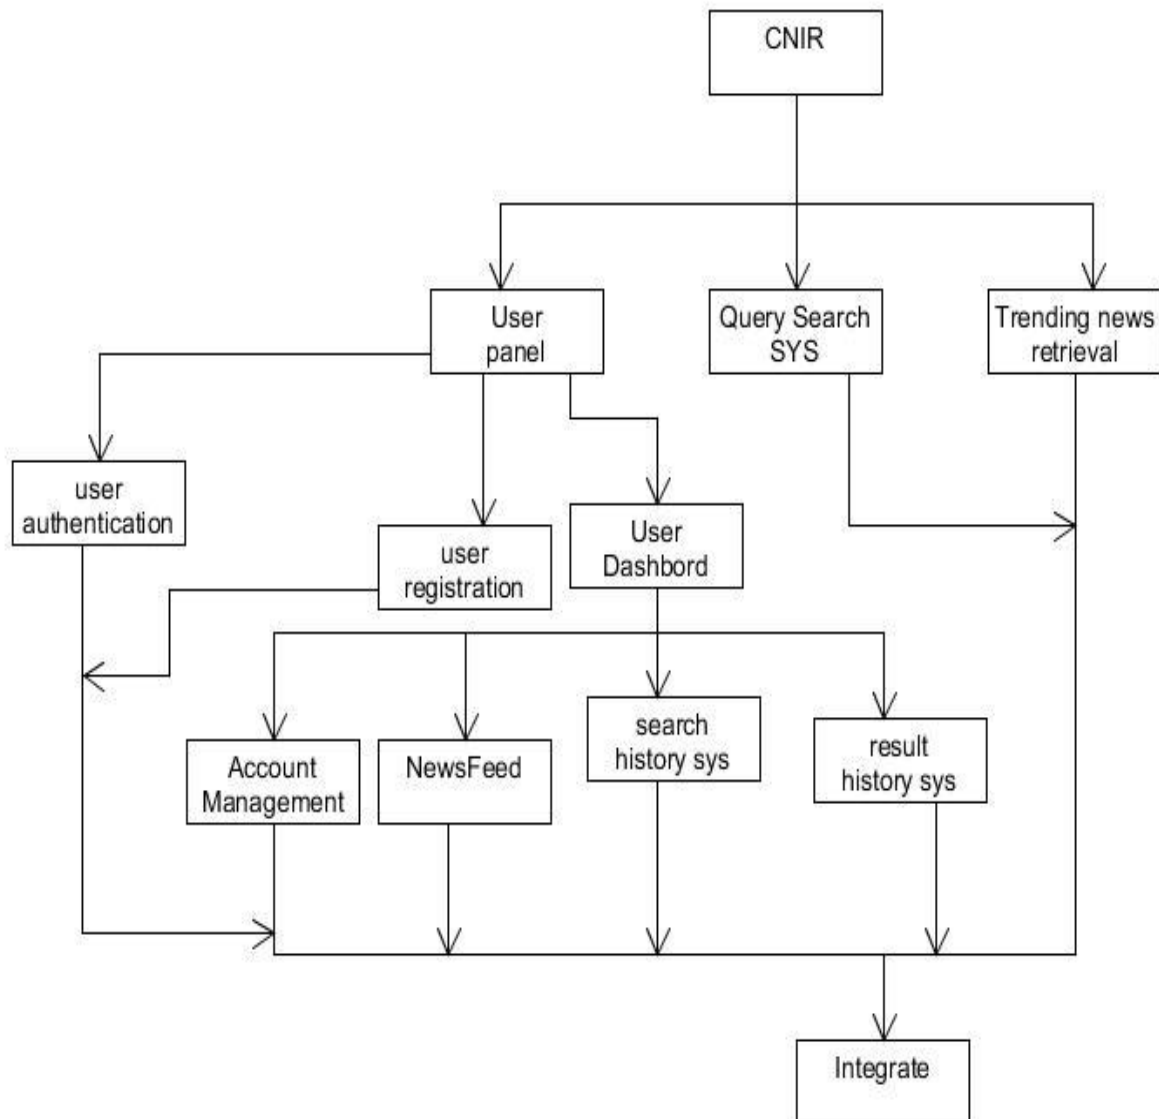 CNIR
User
panel
Query Search
SYS
Trending news
retrieval
user
authentication
user
registration
User
Dashbord
Account
Management
NewsFeed
search
history sys
result
history sys
Integrate